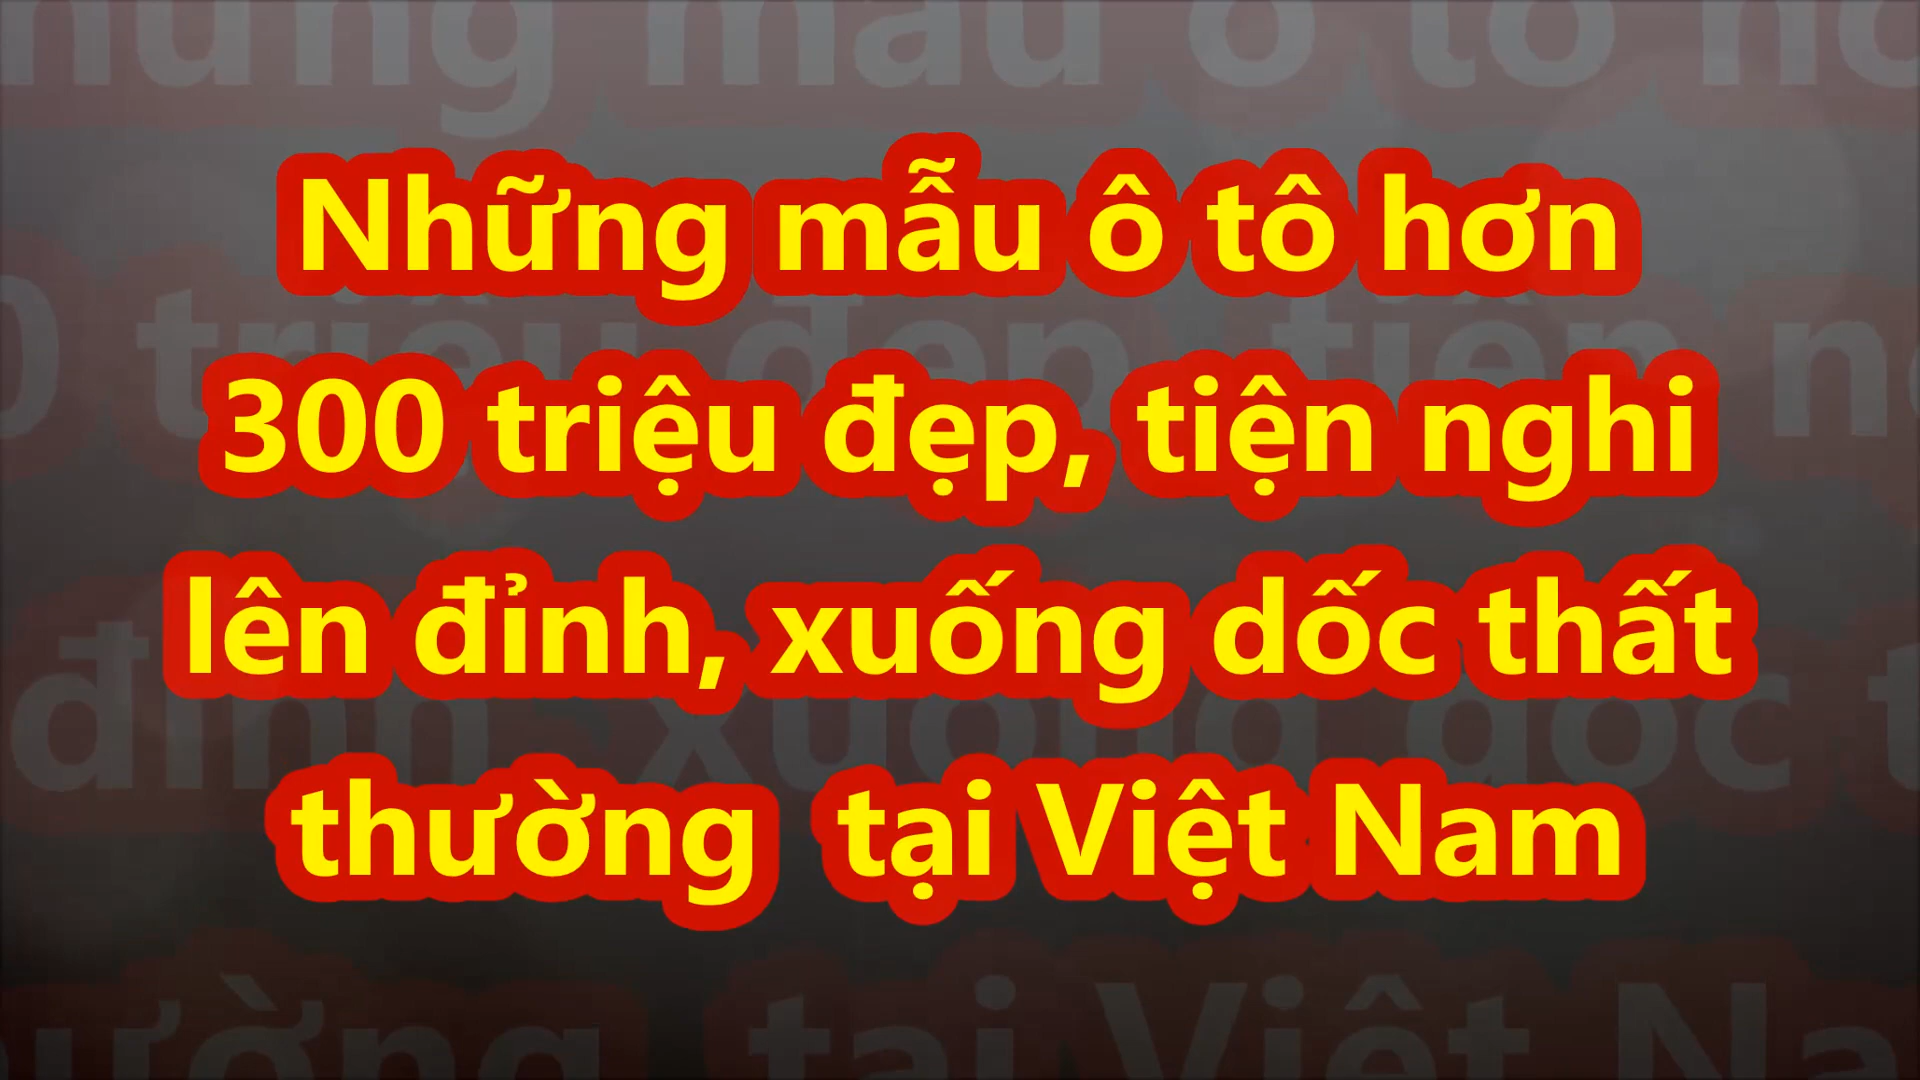 Những mẫu ô tô hơn
300 triệu đẹp, tiện nghi
lên đỉnh, xuống dốc thất
thường tại Việt Nam